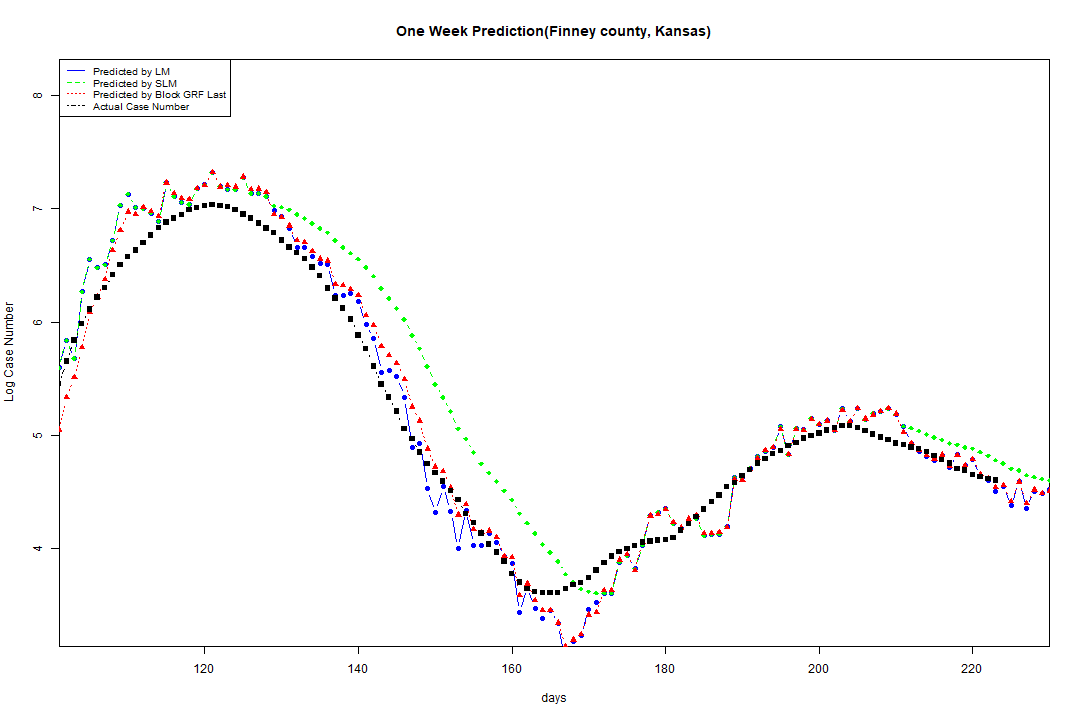 One Week Prediction(Finney county, Kansas)
Predicted by LM
Predicted by SLM
Predicted by Block GRF Last
Actual Case Number
8
7
6
5
4
Log Case Number
120 140 160 180 200 220
days